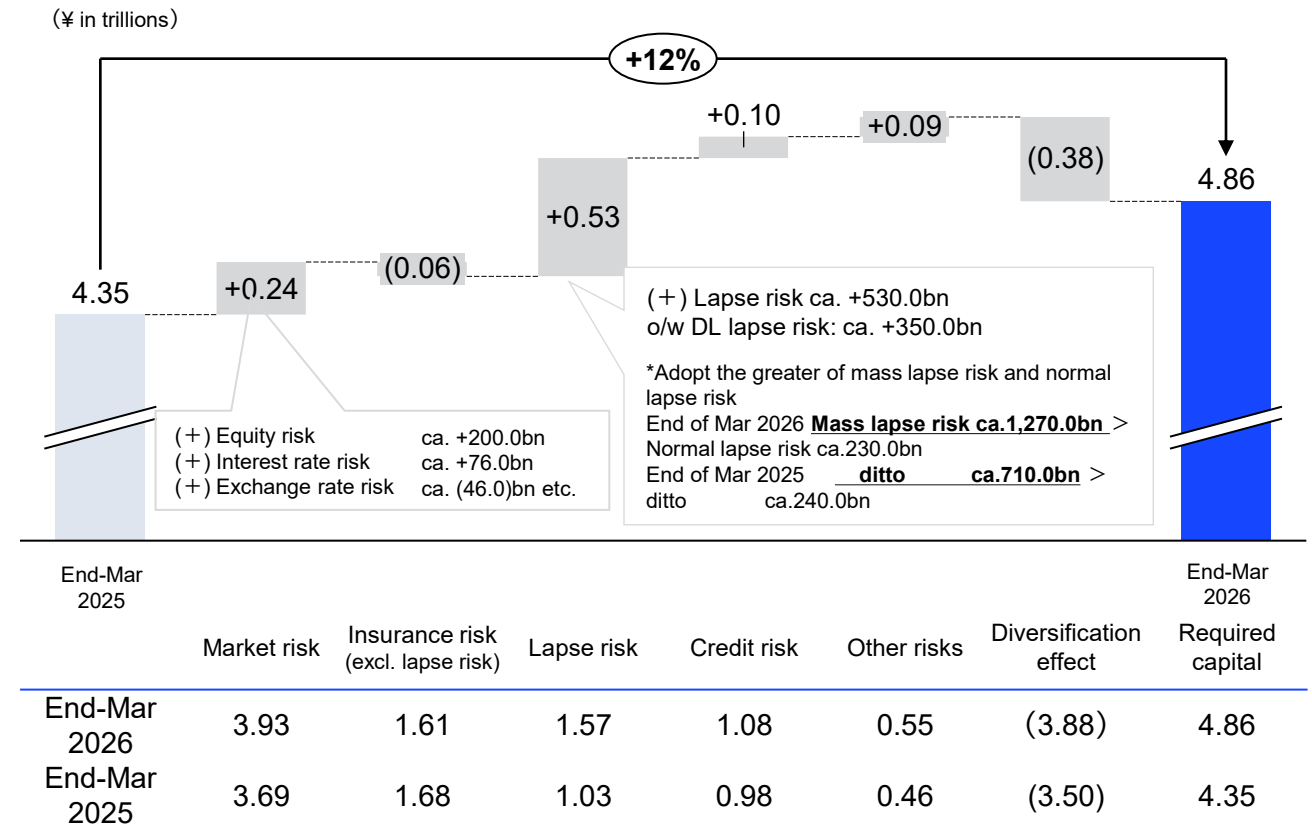 （¥ in trillions）
+12%
4.35
+0.24
(0.06)
+0.53
+0.10
+0.09
(0.38)
4.86
(＋) Equity risk ca. +200.0bn
(＋) Interest rate risk ca. +76.0bn
(＋) Exchange rate risk ca. (46.0)bn etc.
(＋) Lapse risk ca. +530.0bn
o/w DL lapse risk: ca. +350.0bn
*Adopt the greater of mass lapse risk and normal
lapse risk
End of Mar 2026 Mass lapse risk ca.1,270.0bn ＞
Normal lapse risk ca.230.0bn
End of Mar 2025 ditto ca.710.0bn ＞
ditto ca.240.0bn
End-Mar
2025
End-Mar
2026
Market risk
Insurance risk
(excl. lapse risk)
Lapse risk
Credit risk
Other risks
Diversification
effect
Required
capital
End-Mar
2026
3.93 1.61 1.57 1.08 0.55 (3.88) 4.86
End-Mar
2025
3.69 1.68 1.03 0.98 0.46 (3.50) 4.35